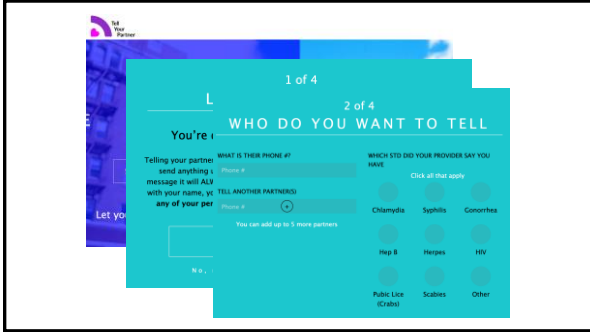 Tell
Your
Partner
1 of 4
You're
Telling your partner
send anything
message it will ALW
with your name, yo
any of your per
Let you
No,
2 of 4
WHO DO YOU WANT TO TELL
WHAT IS THEIR PHONE #?
Phone #
TELL ANOTHER PARTNER(S)
Phone #
+
You can add up to 5 more partners
WHICH STD DID YOUR PROVIDER SAY YOU
HAVE
Click all that apply
Chlamydia Syphilis Gonorrhea
Hep B Herpes HIV
Pubic Lice Scabies Other
(Crabs)